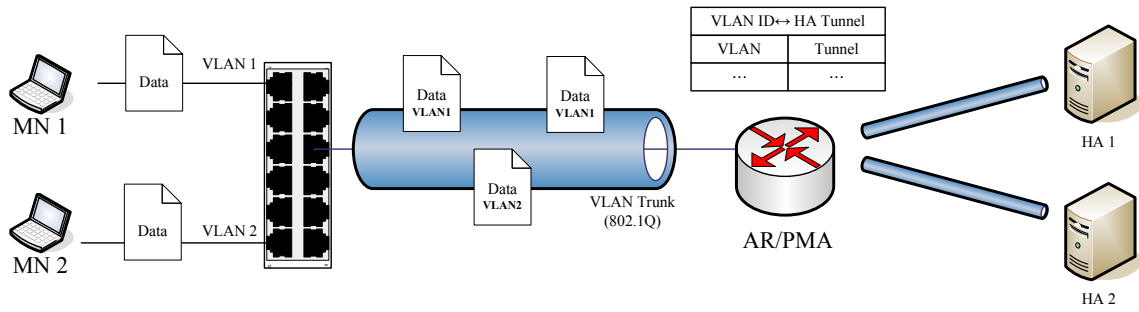 VLAN ID↔ HA Tunnel
VLAN Tunnel
... ...
Data
VLAN 1
MN 1
Data
VLAN1
Data
VLAN1
HA 1
Data
VLAN2
VLAN Trunk
(802.1Q)
AR/PMA
Data
VLAN 2
MN 2
HA 2